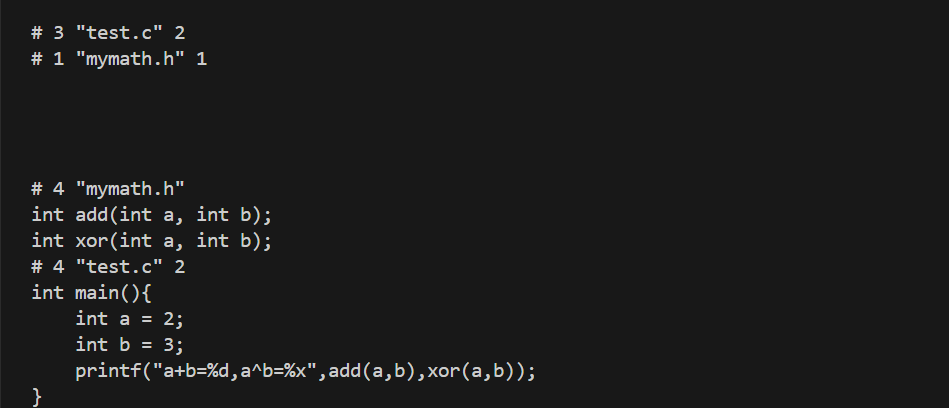 # 3 "test.c" 2
# 1 "mymath.h" 1
# 4 "mymath.h"
int add(int a, int b);
int xor(int a, int b);
# 4 "test.c" 2
int main(){
    int a = 2;
    int b = 3;
    printf("a+b=%d,a^b=%x",add(a,b),xor(a,b));
}